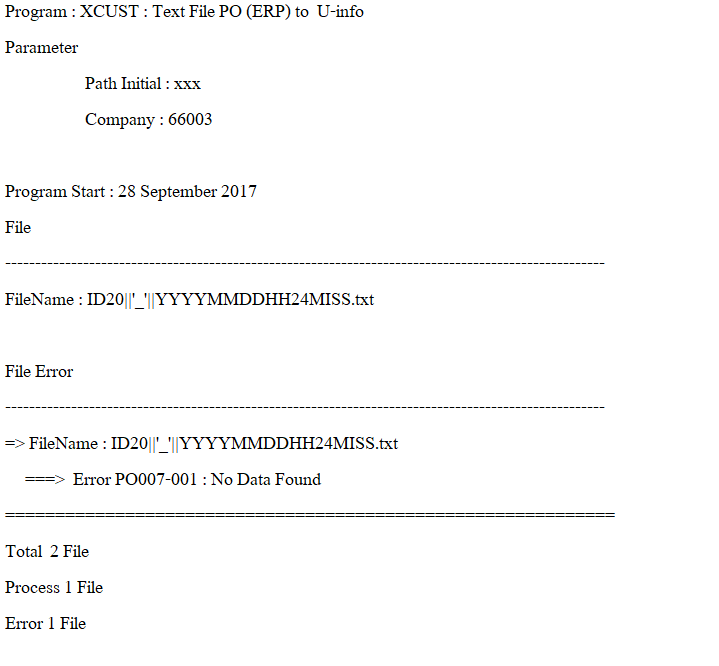 Program : XCUST : Text File PO (ERP) to  U-info
Parameter
Path Initial : xxx
Company : 66003
Program Start : 28 September 2017
File
----------------------------------------------------------------------------------------------------
FileName : ID20||'_'||YYYYMMDDHH24MISS.txt
File Error
----------------------------------------------------------------------------------------------------
=> FileName : ID20||'_'||YYYYMMDDHH24MISS.txt
===>  Error PO007-001 : No Data Found
=============================================================
Total  2 File
Process 1 File
Error 1 File